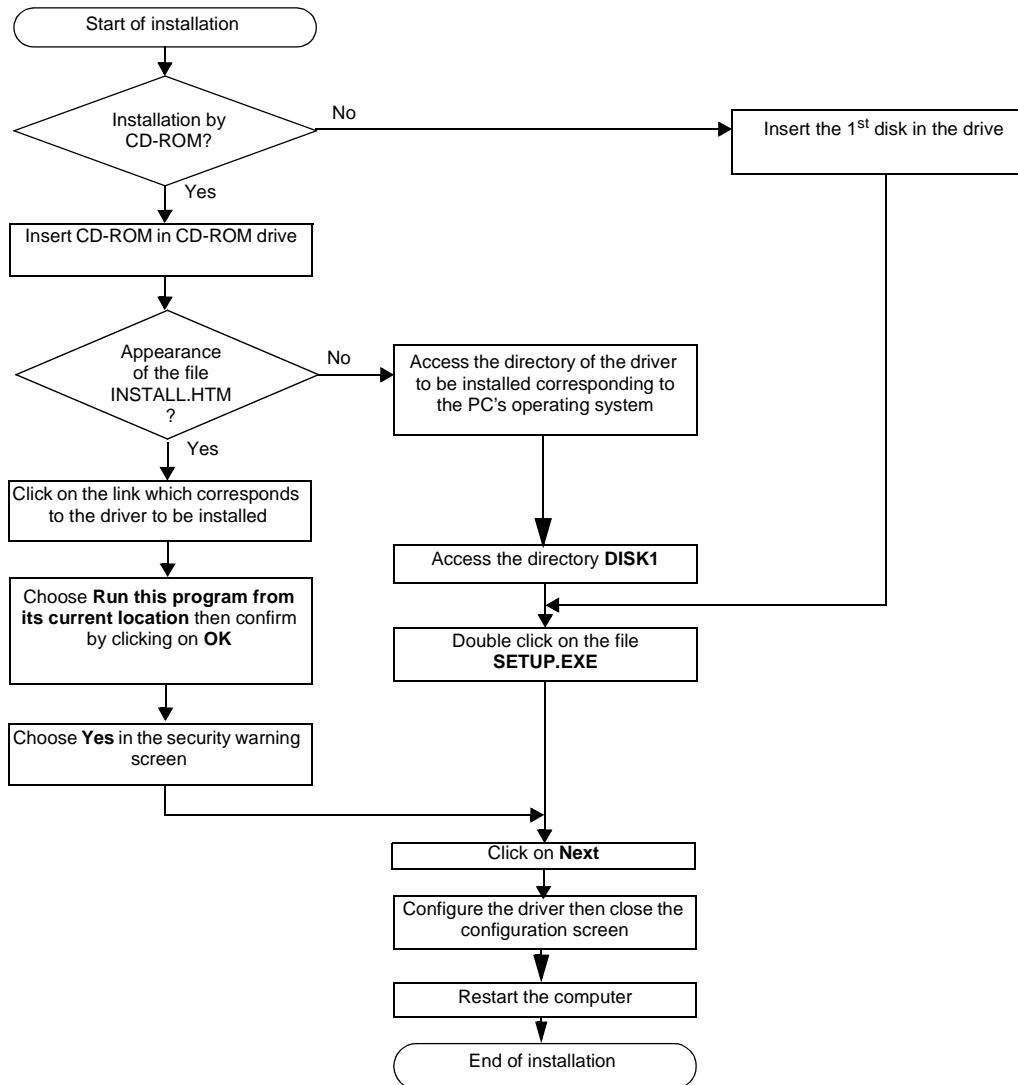 Start of installation
Installation by
CD-ROM?
No
Insert the 1st disk in the drive
Yes
Insert CD-ROM in CD-ROM drive
Appearance
of the file
INSTALL.HTM
?
No
Access the directory of the driver
to be installed corresponding to
the PC's operating system
Yes
Click on the link which corresponds
to the driver to be installed
Access the directory DISK1
Choose Run this program from
its current location then confirm
by clicking on OK
Double click on the file
SETUP.EXE
Choose Yes in the security warning
screen
Click on Next
Configure the driver then close the
configuration screen
Restart the computer
End of installation